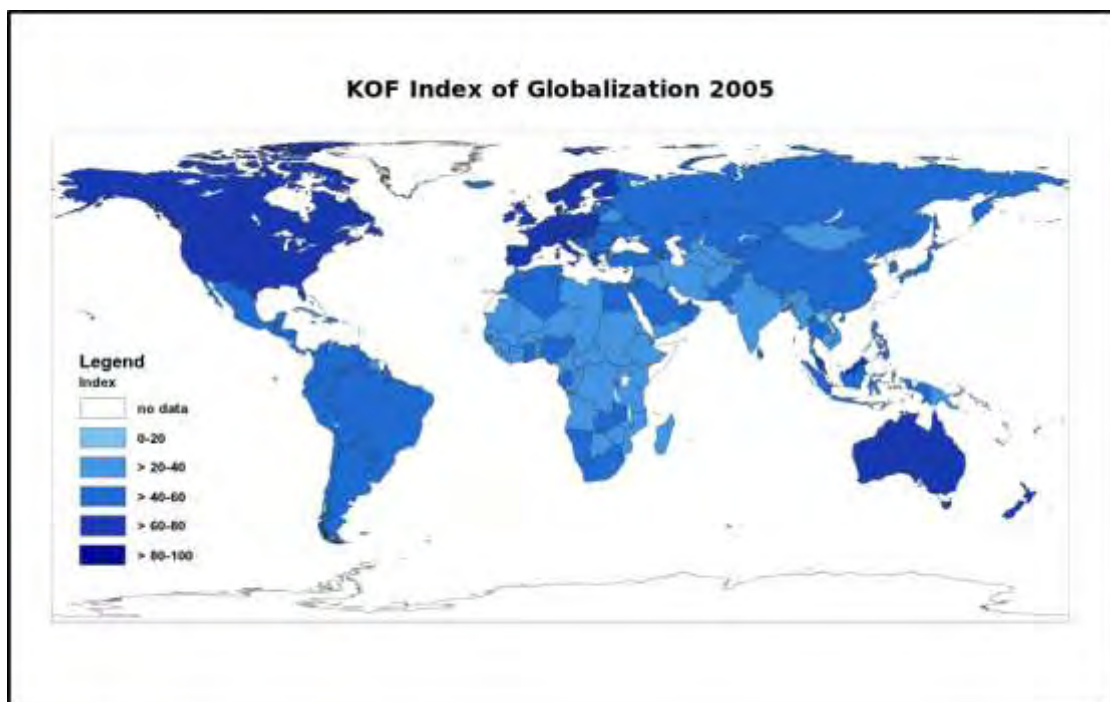 KOF Index of Globalization 2005
Legend
Index
no data
0-20
> 20-40
> 40-60
> 60-80
> 80-100